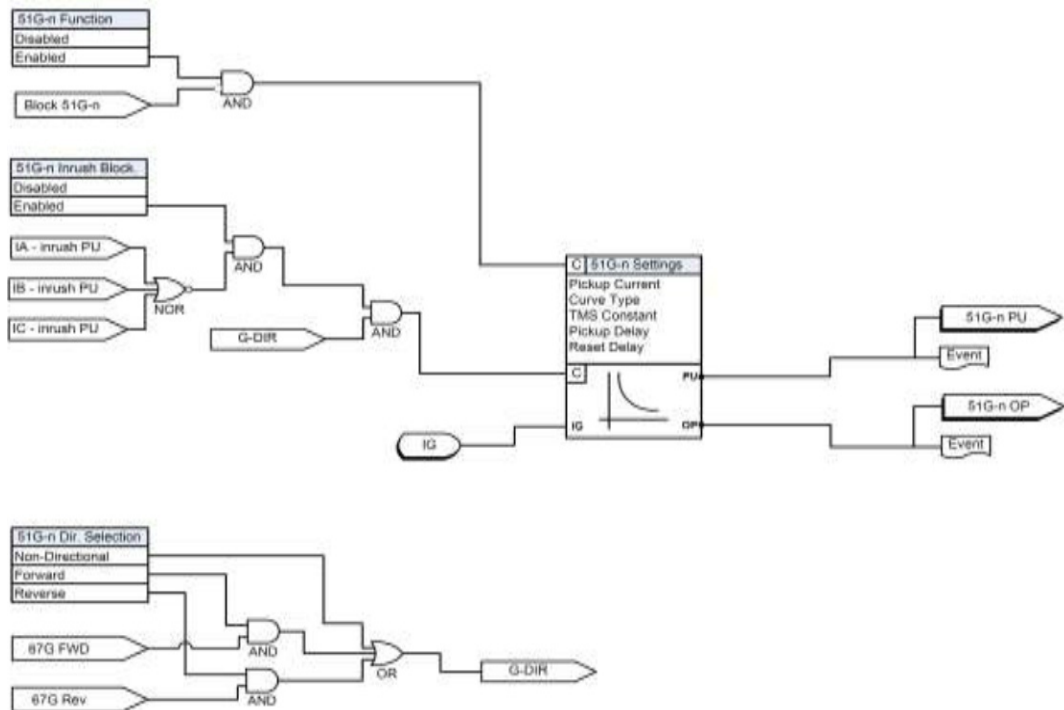 51G-n Function
Disabled
Enabled
Block 51G-n
AND
51G-n Inrush Block.
Disabled
Enabled
IA - inrush PU
IB - inrush PU
IC - inrush PU
NOR
AND
G-DIR
AND
C 51G-n Settings
Pickup Current
Curve Type
TMS Constant
Pickup Delay
Reset Delay
C
PU
IG
OP
IG
51G-n PU
Event
51G-n OP
Event
51G-n Dir. Selection
Non-Directional
Forward
Reverse
67G FWD
AND
67G Rev
AND
OR
G-DIR